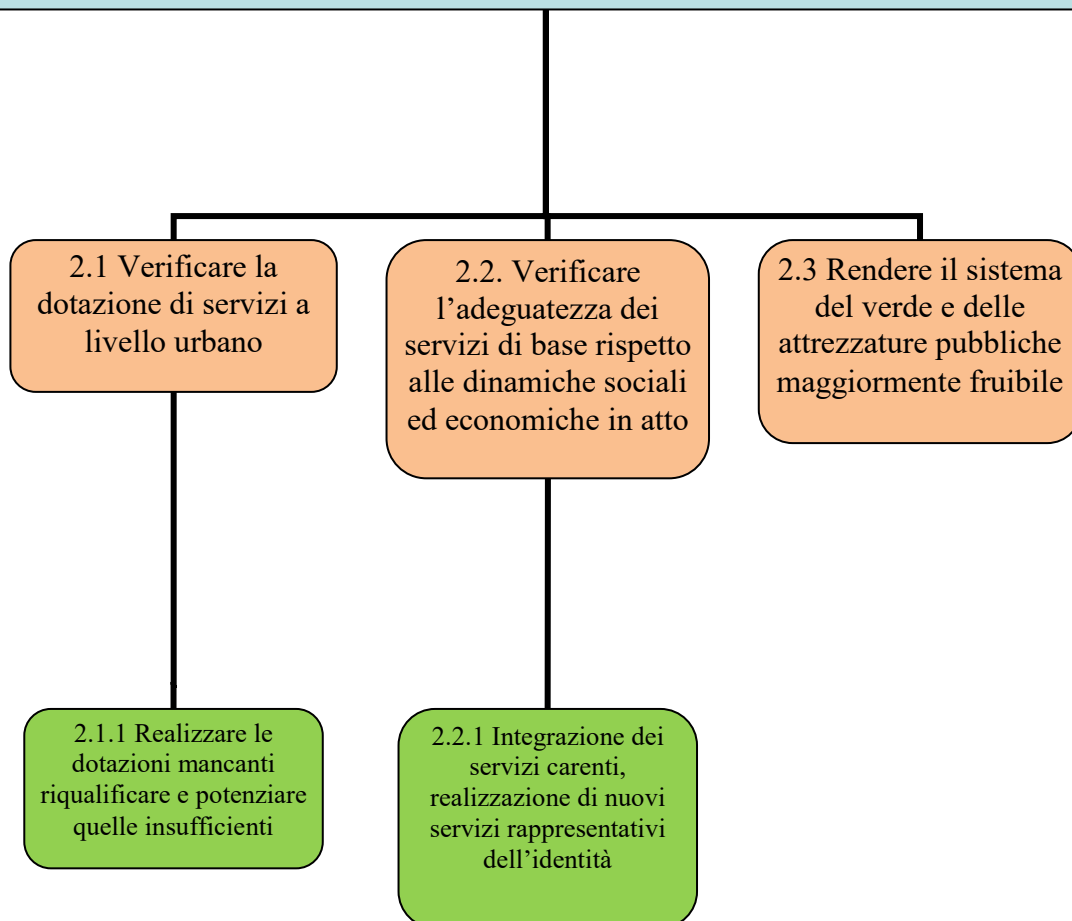 2.1 Verificare la
dotazione di servizi a
livello urbano
2.2. Verificare
l’adeguatezza dei
servizi di base rispetto
alle dinamiche sociali
ed economiche in atto
2.3 Rendere il sistema
del verde e delle
attrezzature pubbliche
maggiormente fruibile
2.1.1 Realizzare le
dotazioni mancanti
riqualificare e potenziare
quelle insufficienti
2.2.1 Integrazione dei
servizi carenti,
realizzazione di nuovi
servizi rappresentativi
dell’identità